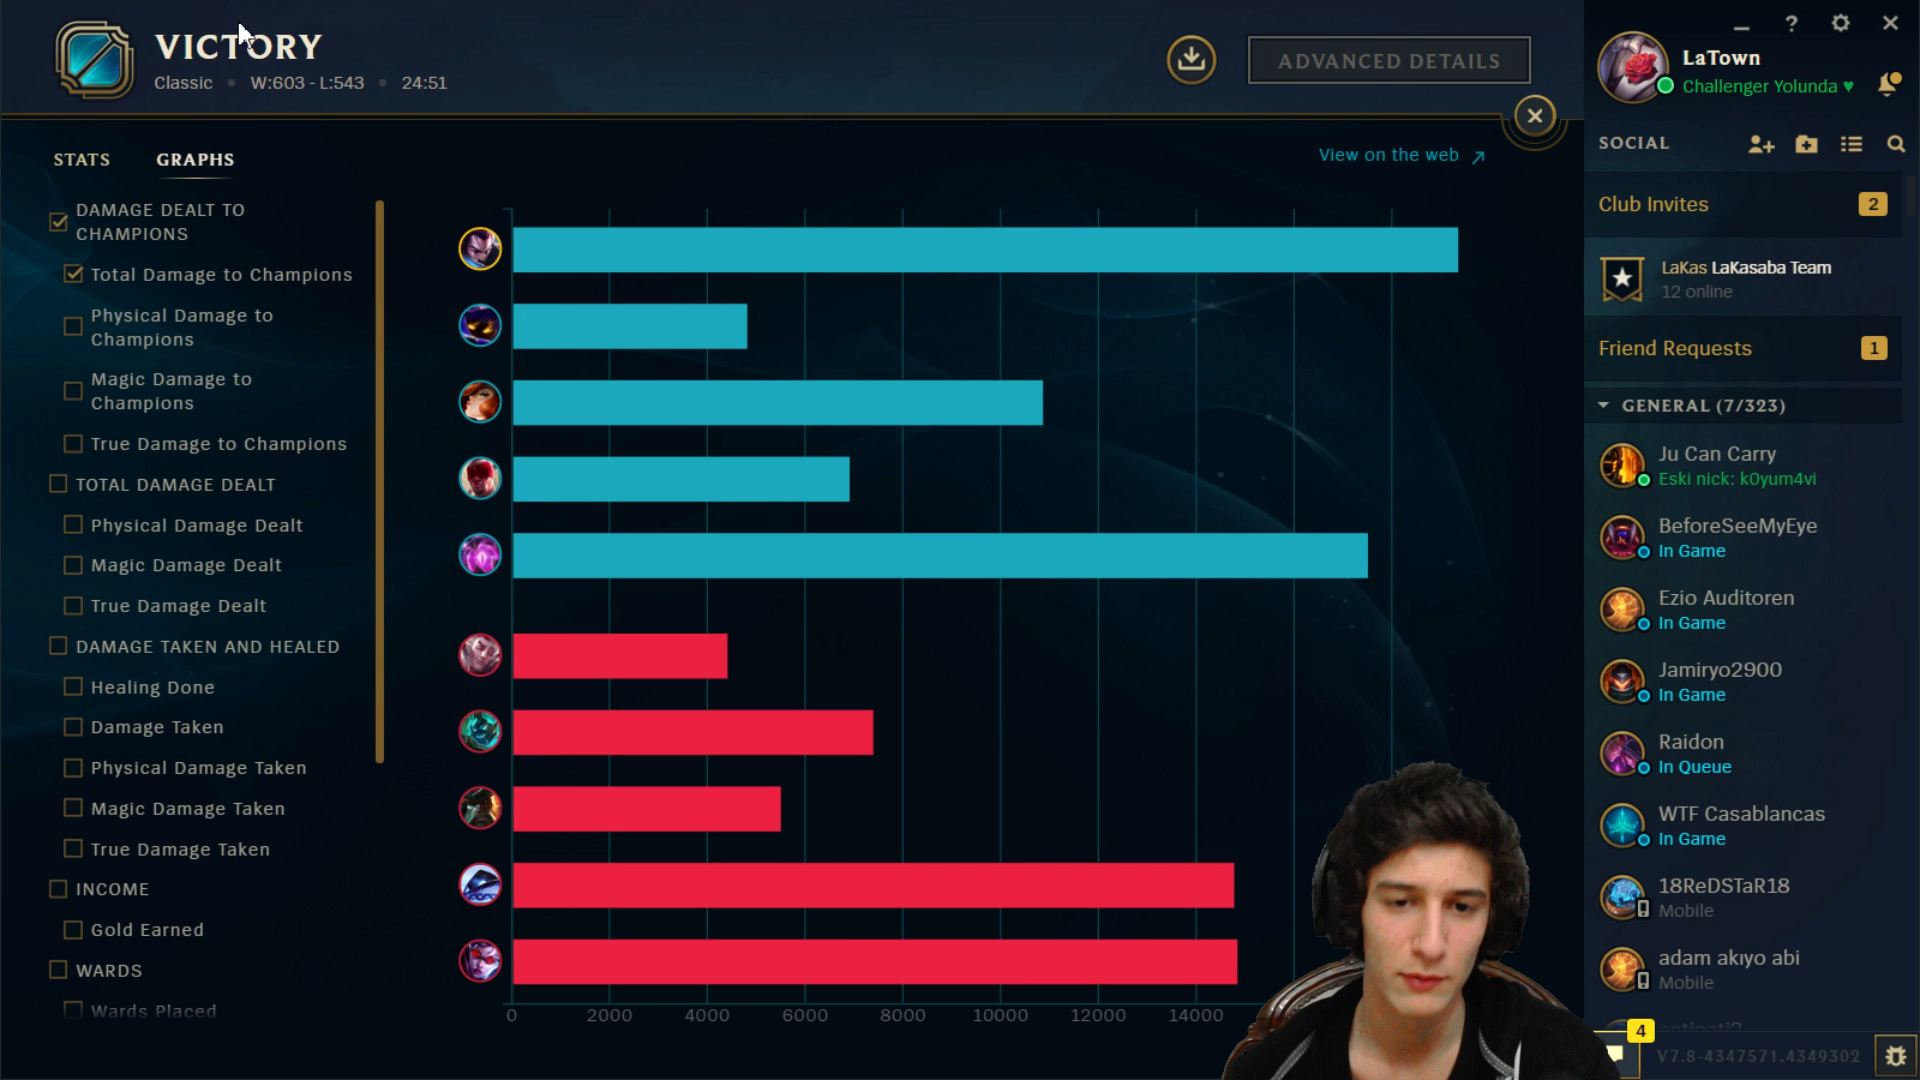 VICTORY
Classic • W:603 - L:543 • 24:51
ADVANCED DETAILS
STATS
GRAPHS
View on the web
DAMAGE DEALT TO
CHAMPIONS
Total Damage to Champions
Physical Damage to
Champions
Magic Damage to
Champions
True Damage to Champions
TOTAL DAMAGE DEALT
Physical Damage Dealt
Magic Damage Dealt
True Damage Dealt
DAMAGE TAKEN AND HEALED
Healing Done
Damage Taken
Physical Damage Taken
Magic Damage Taken
True Damage Taken
INCOME
Gold Earned
WARDS
Wards Placed
0 2000 4000 6000 8000 10000 12000 14000
LaTown
Challenger Yolunda ♥
SOCIAL
Club Invites 2
LaKas LaKasaba Team
12 online
Friend Requests 1
GENERAL (7/323)
Ju Can Carry
Eski nick: k0yum4vi
BeforeSeeMyEye
In Game
Ezio Auditoren
In Game
Jamiryo2900
In Game
Raidon
In Queue
WTF Casablancas
In Game
18ReDSTaR18
Mobile
adam akıyo abi
Mobile
4
V7.8-4347571.4349302